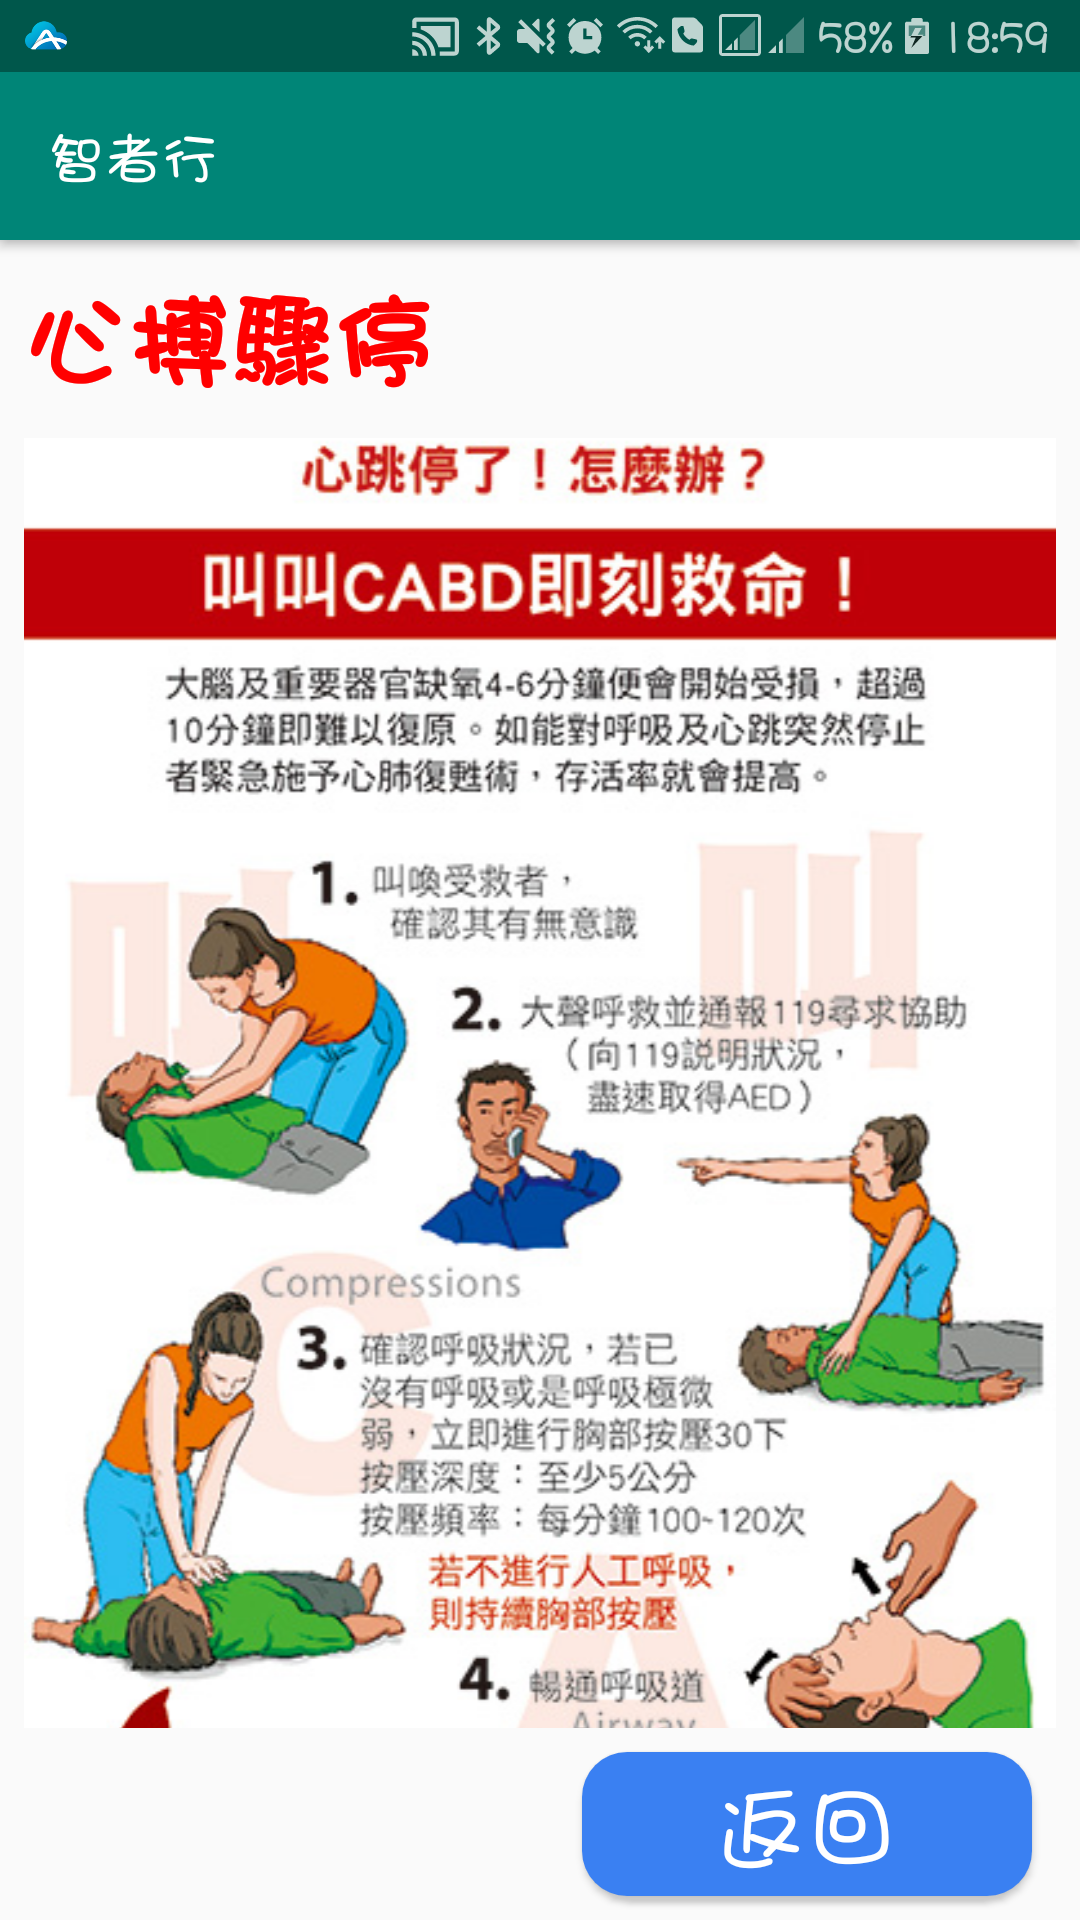 58% 18:59
智者行
心搏驟停
心跳停了！怎麼辦？
叫叫CABD即刻救命！
大腦及重要器官缺氧4-6分鐘便會開始受損，超過
10分鐘即難以復原。如能對呼吸及心跳突然停止
者緊急施予心肺復甦術，存活率就會提高。
叫
叫
1. 叫喚受救者，
確認其有無意識
2. 大聲呼救並通報119尋求協助
（向119説明狀況，
盡速取得AED）
C
Compressions
3. 確認呼吸狀況，若已
沒有呼吸或是呼吸極微
弱，立即進行胸部按壓30下
按壓深度：至少5公分
按壓頻率：每分鐘100~120次
若不進行人工呼吸，
則持續胸部按壓
A
4. 暢通呼吸道
Airway
返回